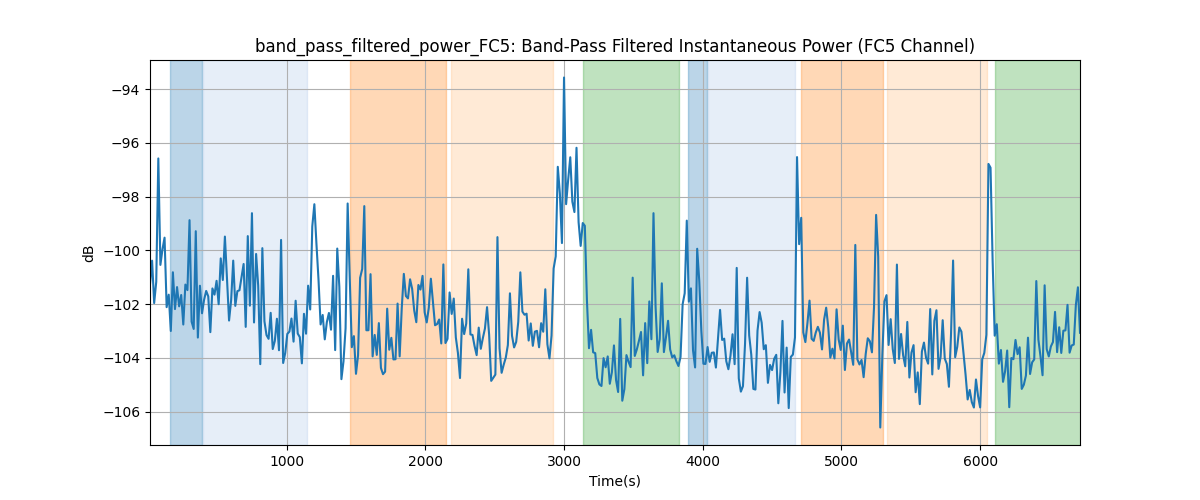 band_pass_filtered_power_FC5: Band-Pass Filtered Instantaneous Power (FC5 Channel)
dB
−94
−96
−98
−100
−102
−104
−106
1000 2000 3000 4000 5000 6000
Time(s)